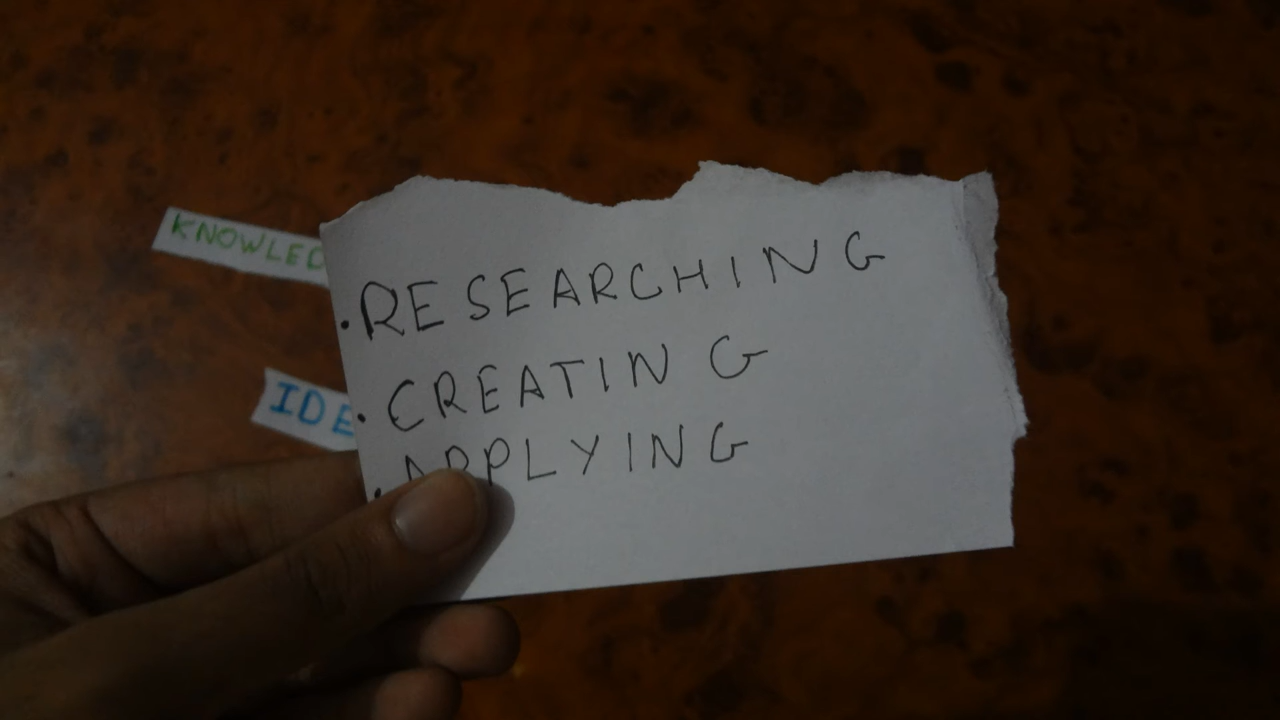 KNOWLED
• RESEARCHING
IDE
• CREATING
• APPLYING